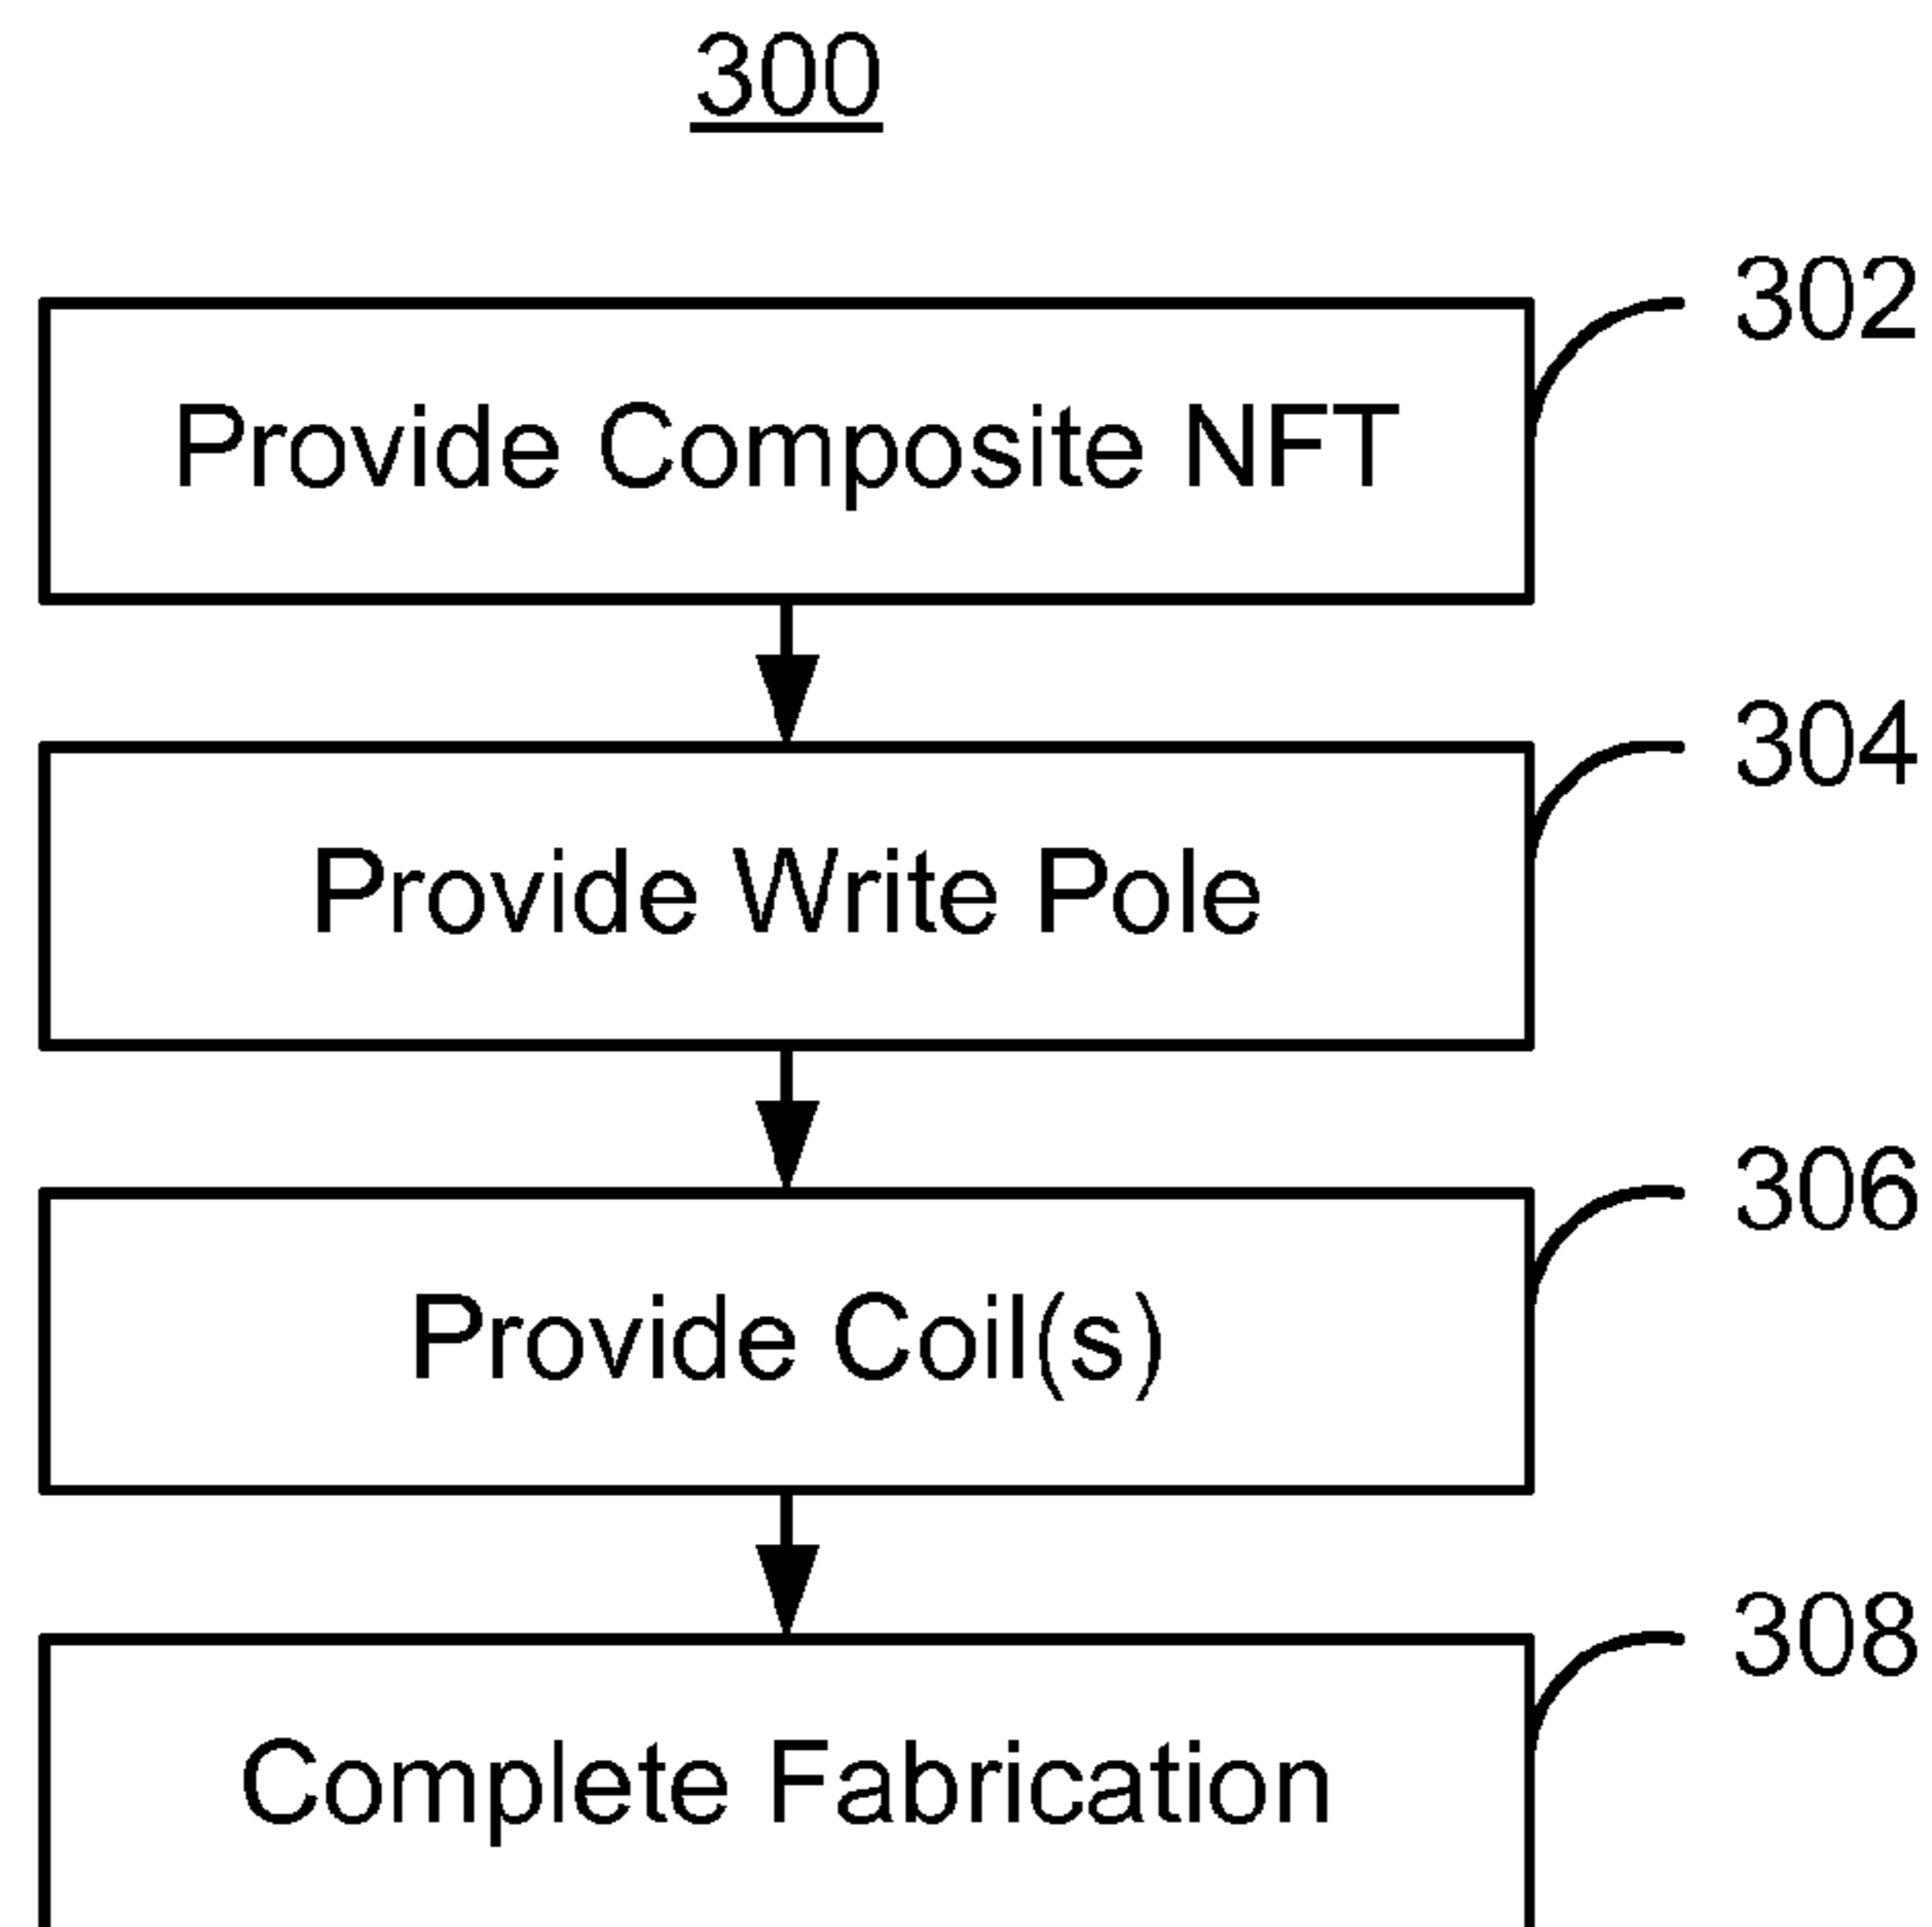 300
302
Provide Composite NFT
304
Provide Write Pole
306
Provide Coil(s)
308
Complete Fabrication